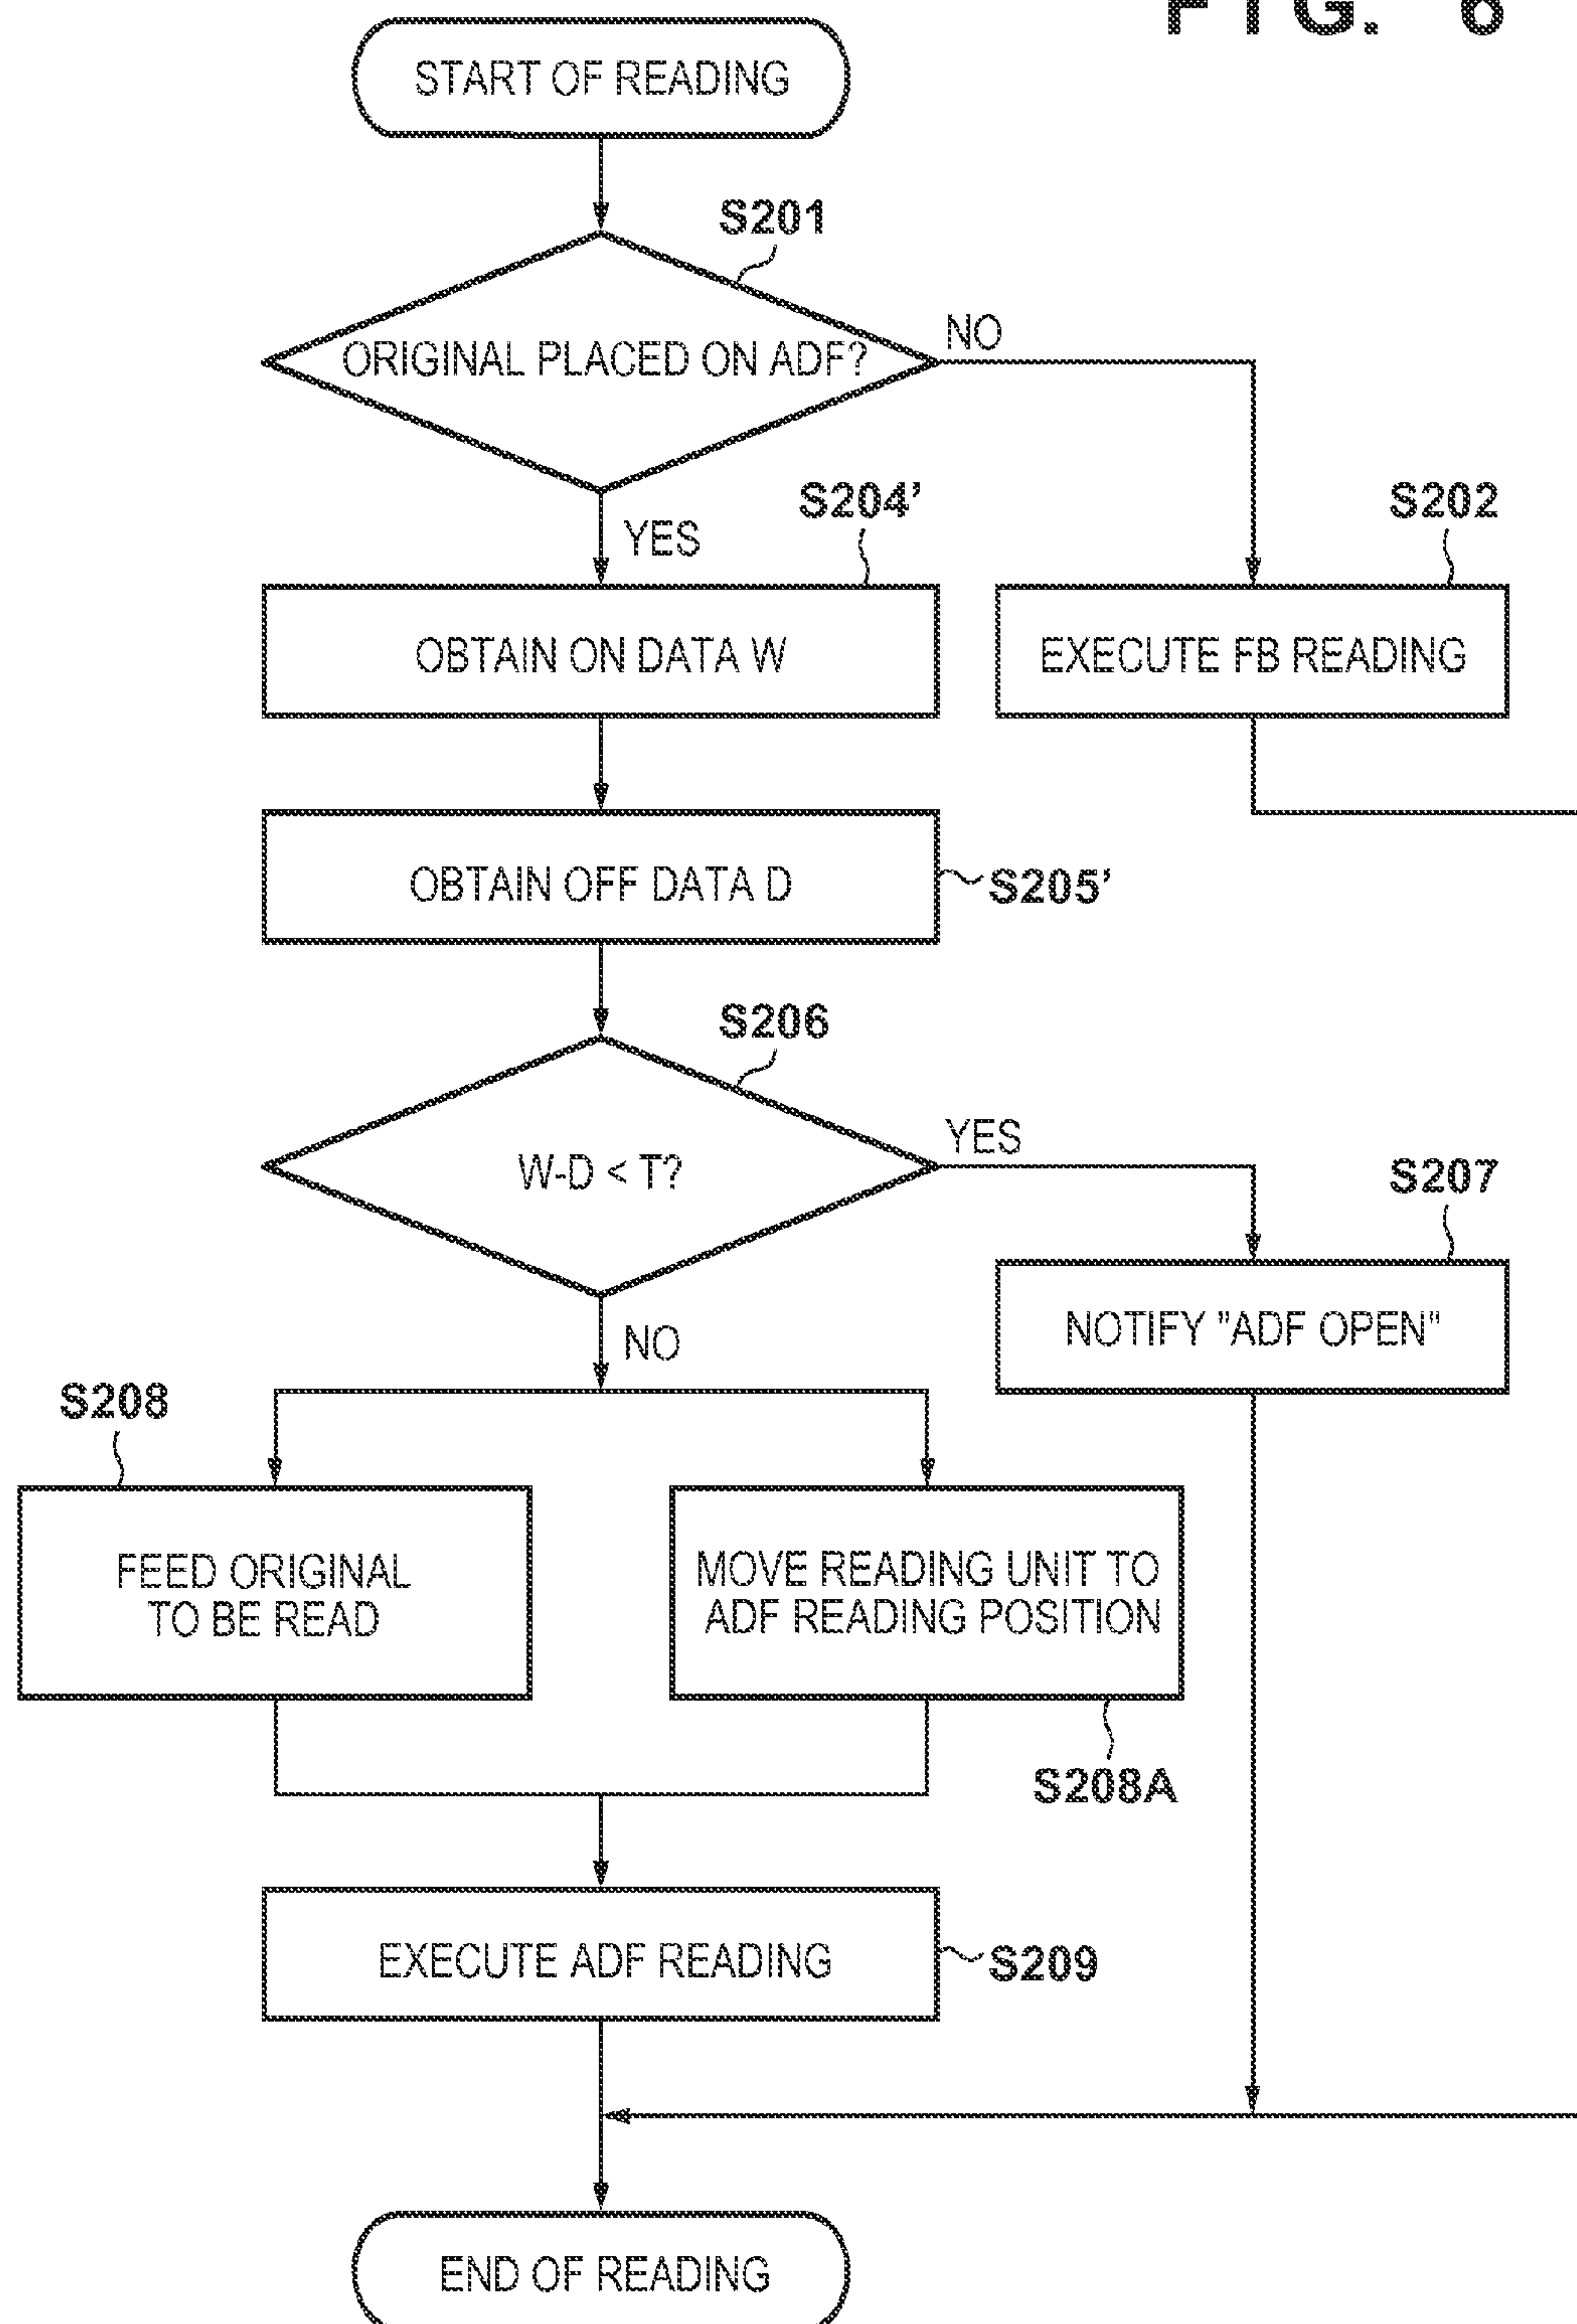 FIG. 6
START OF READING
S201
ORIGINAL PLACED ON ADF?
NO
YES
S204’
S202
OBTAIN ON DATA W
EXECUTE FB READING
OBTAIN OFF DATA D
S205’
S206
W-D < T?
YES
S207
NO
NOTIFY "ADF OPEN"
S208
FEED ORIGINAL
TO BE READ
MOVE READING UNIT TO
ADF READING POSITION
S208A
EXECUTE ADF READING
S209
END OF READING